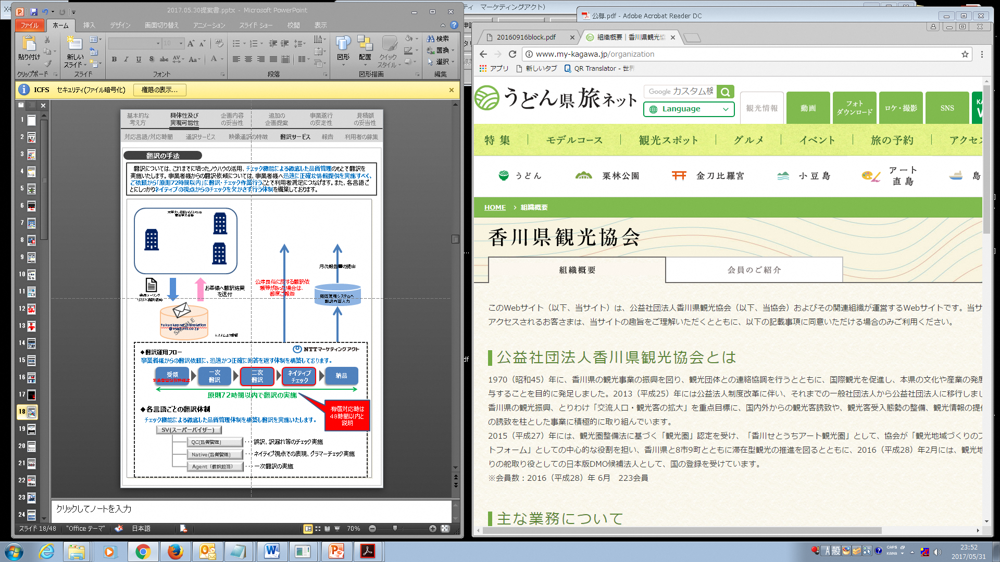 2017.05.30提案書.pptx - Microsoft PowerPoint
ファイル
ホーム
挿入
デザイン
画面切り替え
アニメーション
スライド ショー
校閲
表示
貼り付け
新しい
スライド
クリップボード
スライド
フォント
段落
図形
配置
クイック
スタイル
図形描画
検索
置換
選択
編集
ICFS セキュリティ(ファイル暗号化) 権限の表示...
基本的な
考え方
具体性及び
実現可能性
企画内容
の妥当性
追加の
企画提案
事業遂行
の安定性
見積額
の妥当性
対応言語/対応時間 通訳サービス 映像通訳の特徴 翻訳サービス 報告 利用者の募集
翻訳の手法
翻訳については、これまでに培ったノウハウの活用、チェック機能による徹底した品質管理のもとで翻訳を
実施いたします。事業者様からの翻訳依頼については、事業者様へ迅速に正確な情報提供を実施すべく、
ご依頼から「原則72時間以内」に翻訳・チェック作業行うことで利用者満足につなげます。また、各言語ご
とにしっかりネイティブの視点からのチェックを欠かさず行う体制を構築しております。
お客様へ翻訳結果
を送付
公序良俗に反する翻訳依
頼等があった場合は、
都度ご報告
月次報告書の提出
翻訳内容入力
fukuokapref.translation
@west.ntt.co.jp
SAMPLE
システムより受領
NTTマーケティングアクト
◆翻訳運用フロー
事業者様からの翻訳依頼に、迅速かつ正確に回答を返す体制を構築しております。
受領
一次
翻訳
二次
翻訳
ネイティブ
チェック
納品
原則72時間以内で翻訳の実施
有償対応時は
48時間以内と
説明
◆各言語ごとの翻訳体制
チェック機能による徹底した品質管理体制を構築し翻訳を実施いたします。
SV(スーパーバイザー)
QC(品質管理) ・・・誤訳、訳漏れ等のチェック実施
Native(品質管理) ・・・ネイティブ視点での表現、グラマーチェック実施
Agent（翻訳担当） ・・・一次翻訳の実施
1
2
3
4
5
6
7
8
9
10
11
12
13
14
15
16
17
18
19
20
21
22
23
24
クリックしてノートを入力
スライド 18/48 "Office テーマ" 日本語 70%
ティ マーケティングアクト）
公募.pdf - Adobe Acrobat Reader DC
20160916block.pdf
組織概要｜香川県観光協
www.my-kagawa.jp/organization
アプリ 新しいタブ QR Translator - 世界
うどん県旅ネット
Google カスタム検
Language
観光情報
動画
フォト
ダウンロード
ロケ・撮影
SNS
特集 モデルコース 観光スポット グルメ イベント 旅の予約 アクセス
うどん 栗林公園 金刀比羅宮 小豆島 アート
直島 島
HOME › 組織概要
香川県観光協会
組織概要 会員のご紹介
このWebサイト（以下、当サイト）は、公益社団法人香川県観光協会（以下、当協会）およびその関連組織が運営するWebサイトです。当サ
アクセスされるお客さまは、当サイトの趣旨をご理解いただくとともに、以下の記載事項に同意いただける場合のみご利用ください。
公益社団法人香川県観光協会とは
1970（昭和45）年に、香川県の観光事業の振興を図り、観光団体との連絡協調を行うとともに、国際観光を促進し、本県の文化や産業の発展
与することを目的に発足しました。2013（平成25）年には公益法人制度改革に伴い、それまでの一般社団法人から公益社団法人に移行しまし
香川県の観光振興、とりわけ「交流人口・観光客の拡大」を重点目標に、国内外からの観光客誘致や、観光客受入態勢の整備、観光情報の提供
の誘致を柱とした事業に積極的に取り組んでいます。
2015（平成27）年には、観光圏整備法に基づく「観光圏」認定を受け、「香川せとうちアート観光圏」として、協会が「観光地域づくりのプ
トフォーム」としての中心的な役割を担い、香川県と8市9町とともに滞在型観光の推進を図るとともに、2016（平成28）年2月には、観光地
りの舵取り役としての日本版DMO候補法人として、国の登録を受けています。
※会員数：2016（平成28）年 6月 223会員
主な業務について
A 般
CAPS
KANA
23:52
2017/05/31